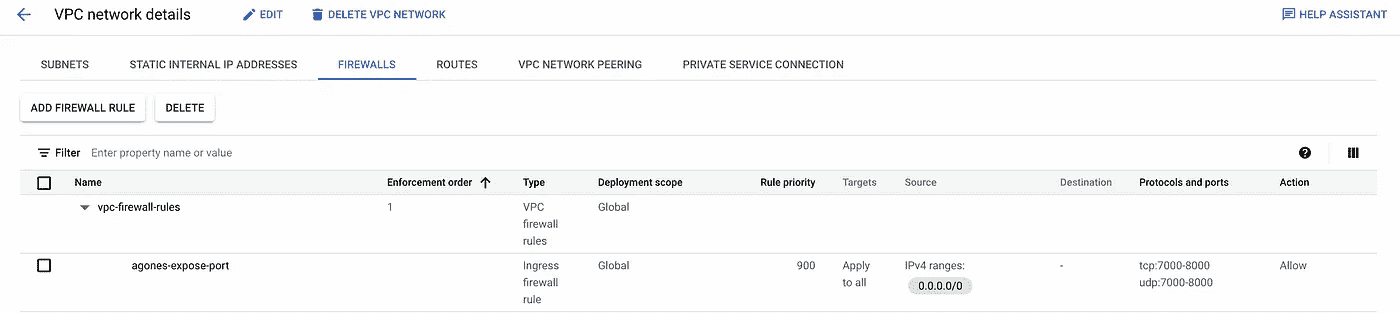 VPC network details EDIT DELETE VPC NETWORK HELP ASSISTANT
SUBNETS STATIC INTERNAL IP ADDRESSES FIREWALLS ROUTES VPC NETWORK PEERING PRIVATE SERVICE CONNECTION
ADD FIREWALL RULE DELETE
Filter Enter property name or value
Name Enforcement order Type Deployment scope Rule priority Targets Source Destination Protocols and ports Action
vpc-firewall-rules 1 VPC Global
firewall
rules
agones-expose-port Ingress Global 900 Apply IPv4 ranges: - tcp:7000-8000 Allow
firewall to all 0.0.0.0/0 udp:7000-8000
rule